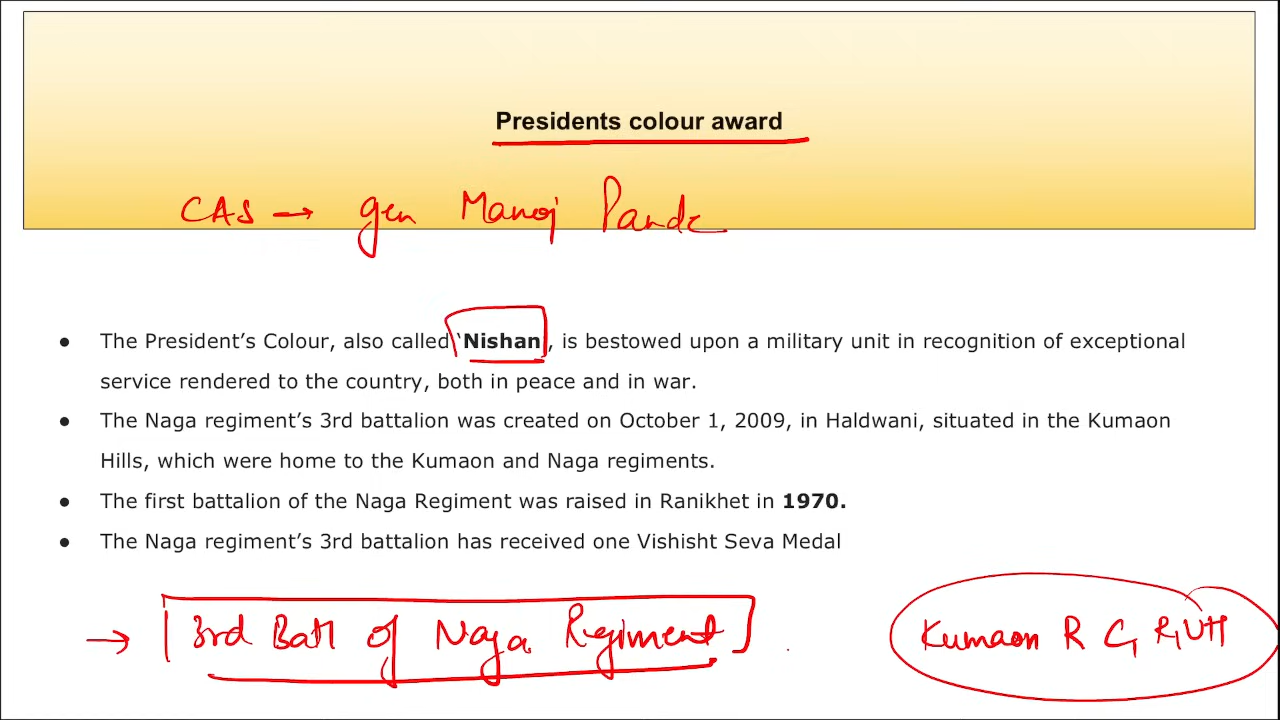 Presidents colour award
CAS → Gen Manoj Pande
● The President’s Colour, also called ‘Nishan’, is bestowed upon a military unit in recognition of exceptional
service rendered to the country, both in peace and in war.
● The Naga regiment’s 3rd battalion was created on October 1, 2009, in Haldwani, situated in the Kumaon
Hills, which were home to the Kumaon and Naga regiments.
● The first battalion of the Naga Regiment was raised in Ranikhet in 1970.
● The Naga regiment’s 3rd battalion has received one Vishisht Seva Medal
→ 3rd Batl of Naga Regiment
Kumaon R